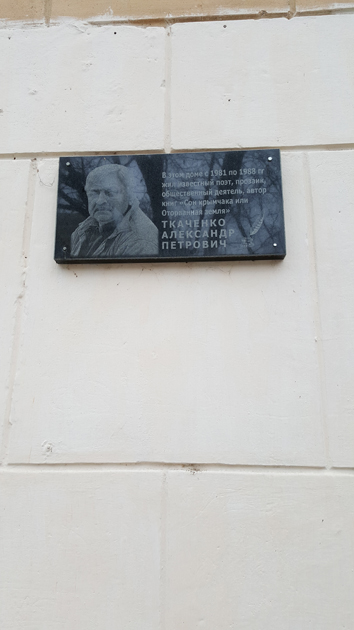 В этом доме с 1981 по 1988 гг
жил известный поэт, прозаик,
общественный деятель, автор
книг «Сон крымчака или
Оторванная земля»
ТКАЧЕНКО
АЛЕКСАНДР
ПЕТРОВИЧ